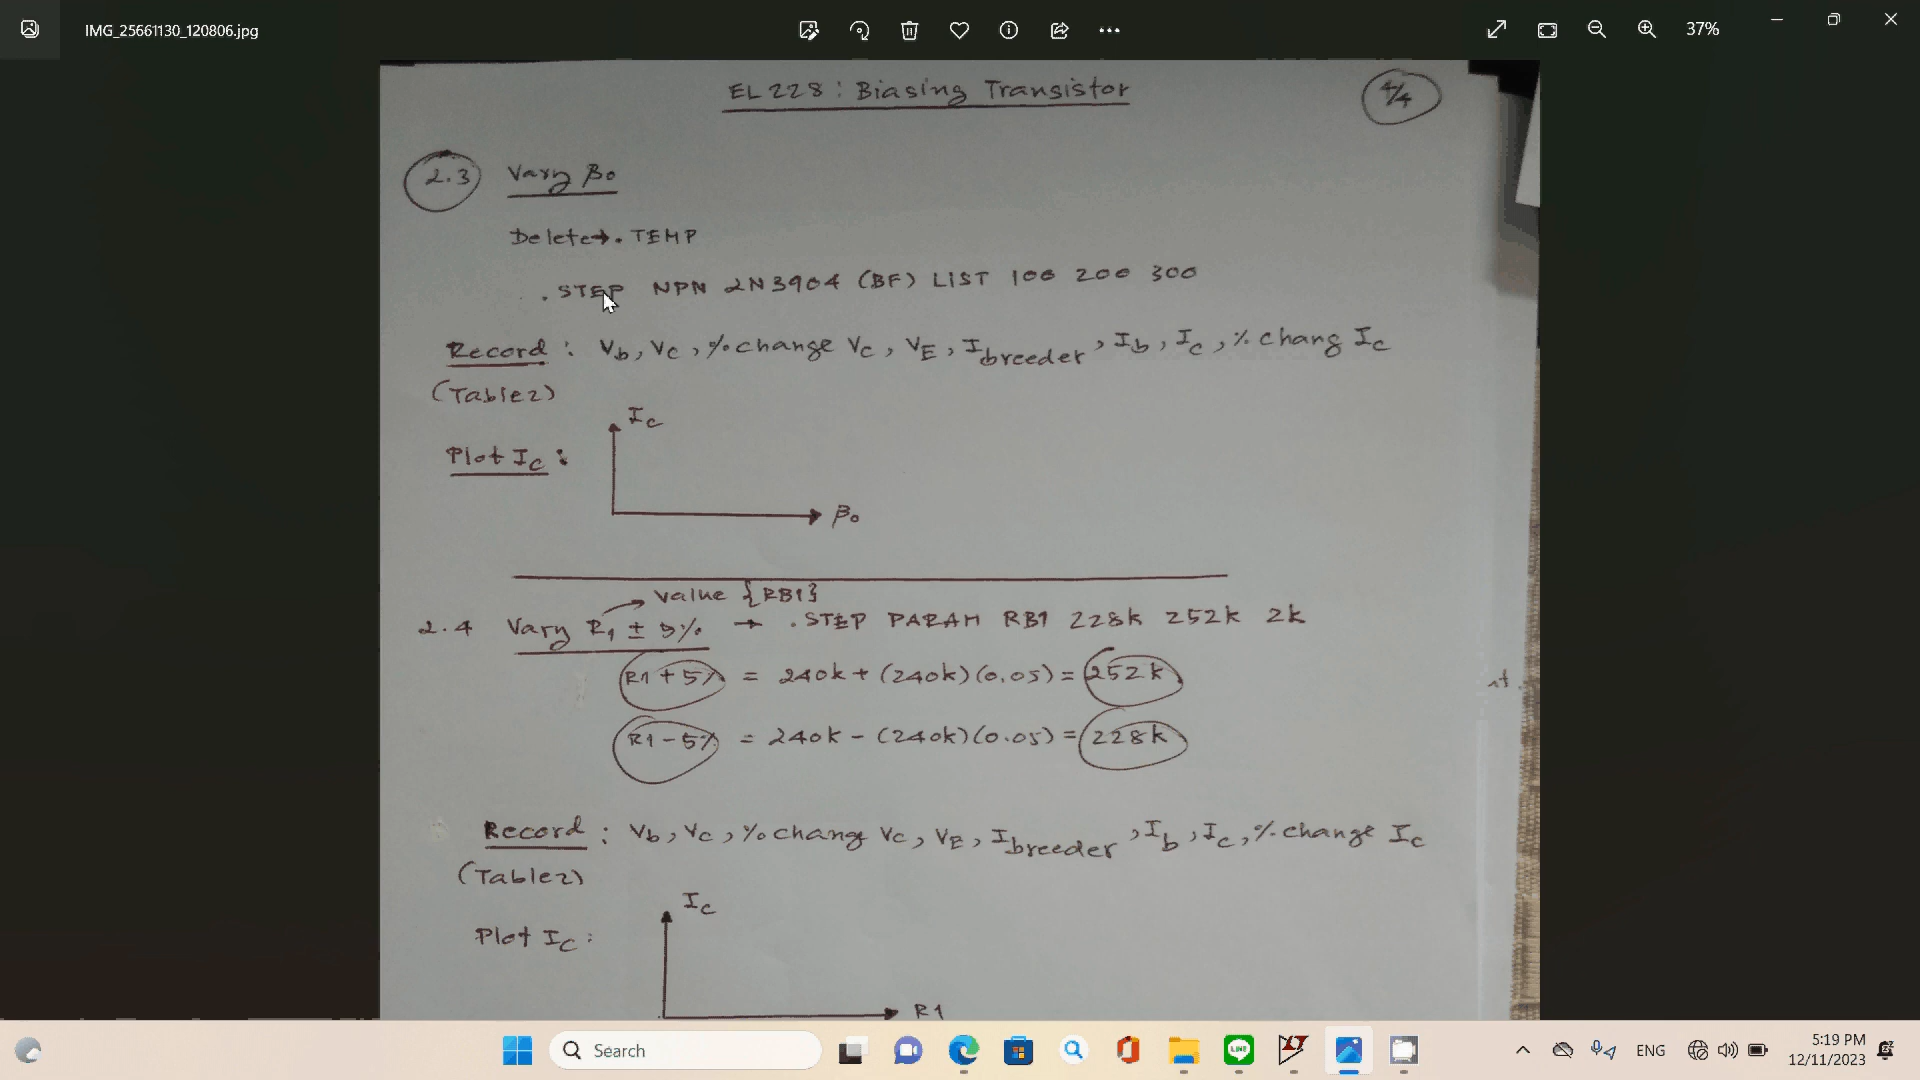 IMG_25661130_120806.jpg
37%
EL 228 : Biasing Transistor
4/4
2.3 Vary βo
Delete → .TEMP
.STEP NPN 2N3904 (BF) LIST 100 200 300
Record : Vb, Vc, % change Vc, VE, Ibreeder, Ib, Ic, % chang Ic
(Table2)
Ic
Plot Ic :
βo
value {RB1}
2.4 Vary R1 ± 5% → .STEP PARAM RB1 228k 252k 2k
R1 + 5% = 240k + (240k)(0.05) = 252k
R1 - 5% = 240k - (240k)(0.05) = 228k
Record : Vb, Vc, % change Vc, VE, Ibreeder, Ib, Ic, % change Ic
(Table2)
Ic
Plot Ic :
R1
Search
LINE
ENG
5:19 PM
12/11/2023